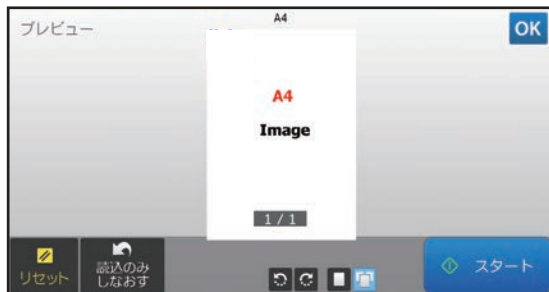 A4
プレビュー
OK
A4
Image
1 / 1
リセット
読込のみ
しなおす
スタート